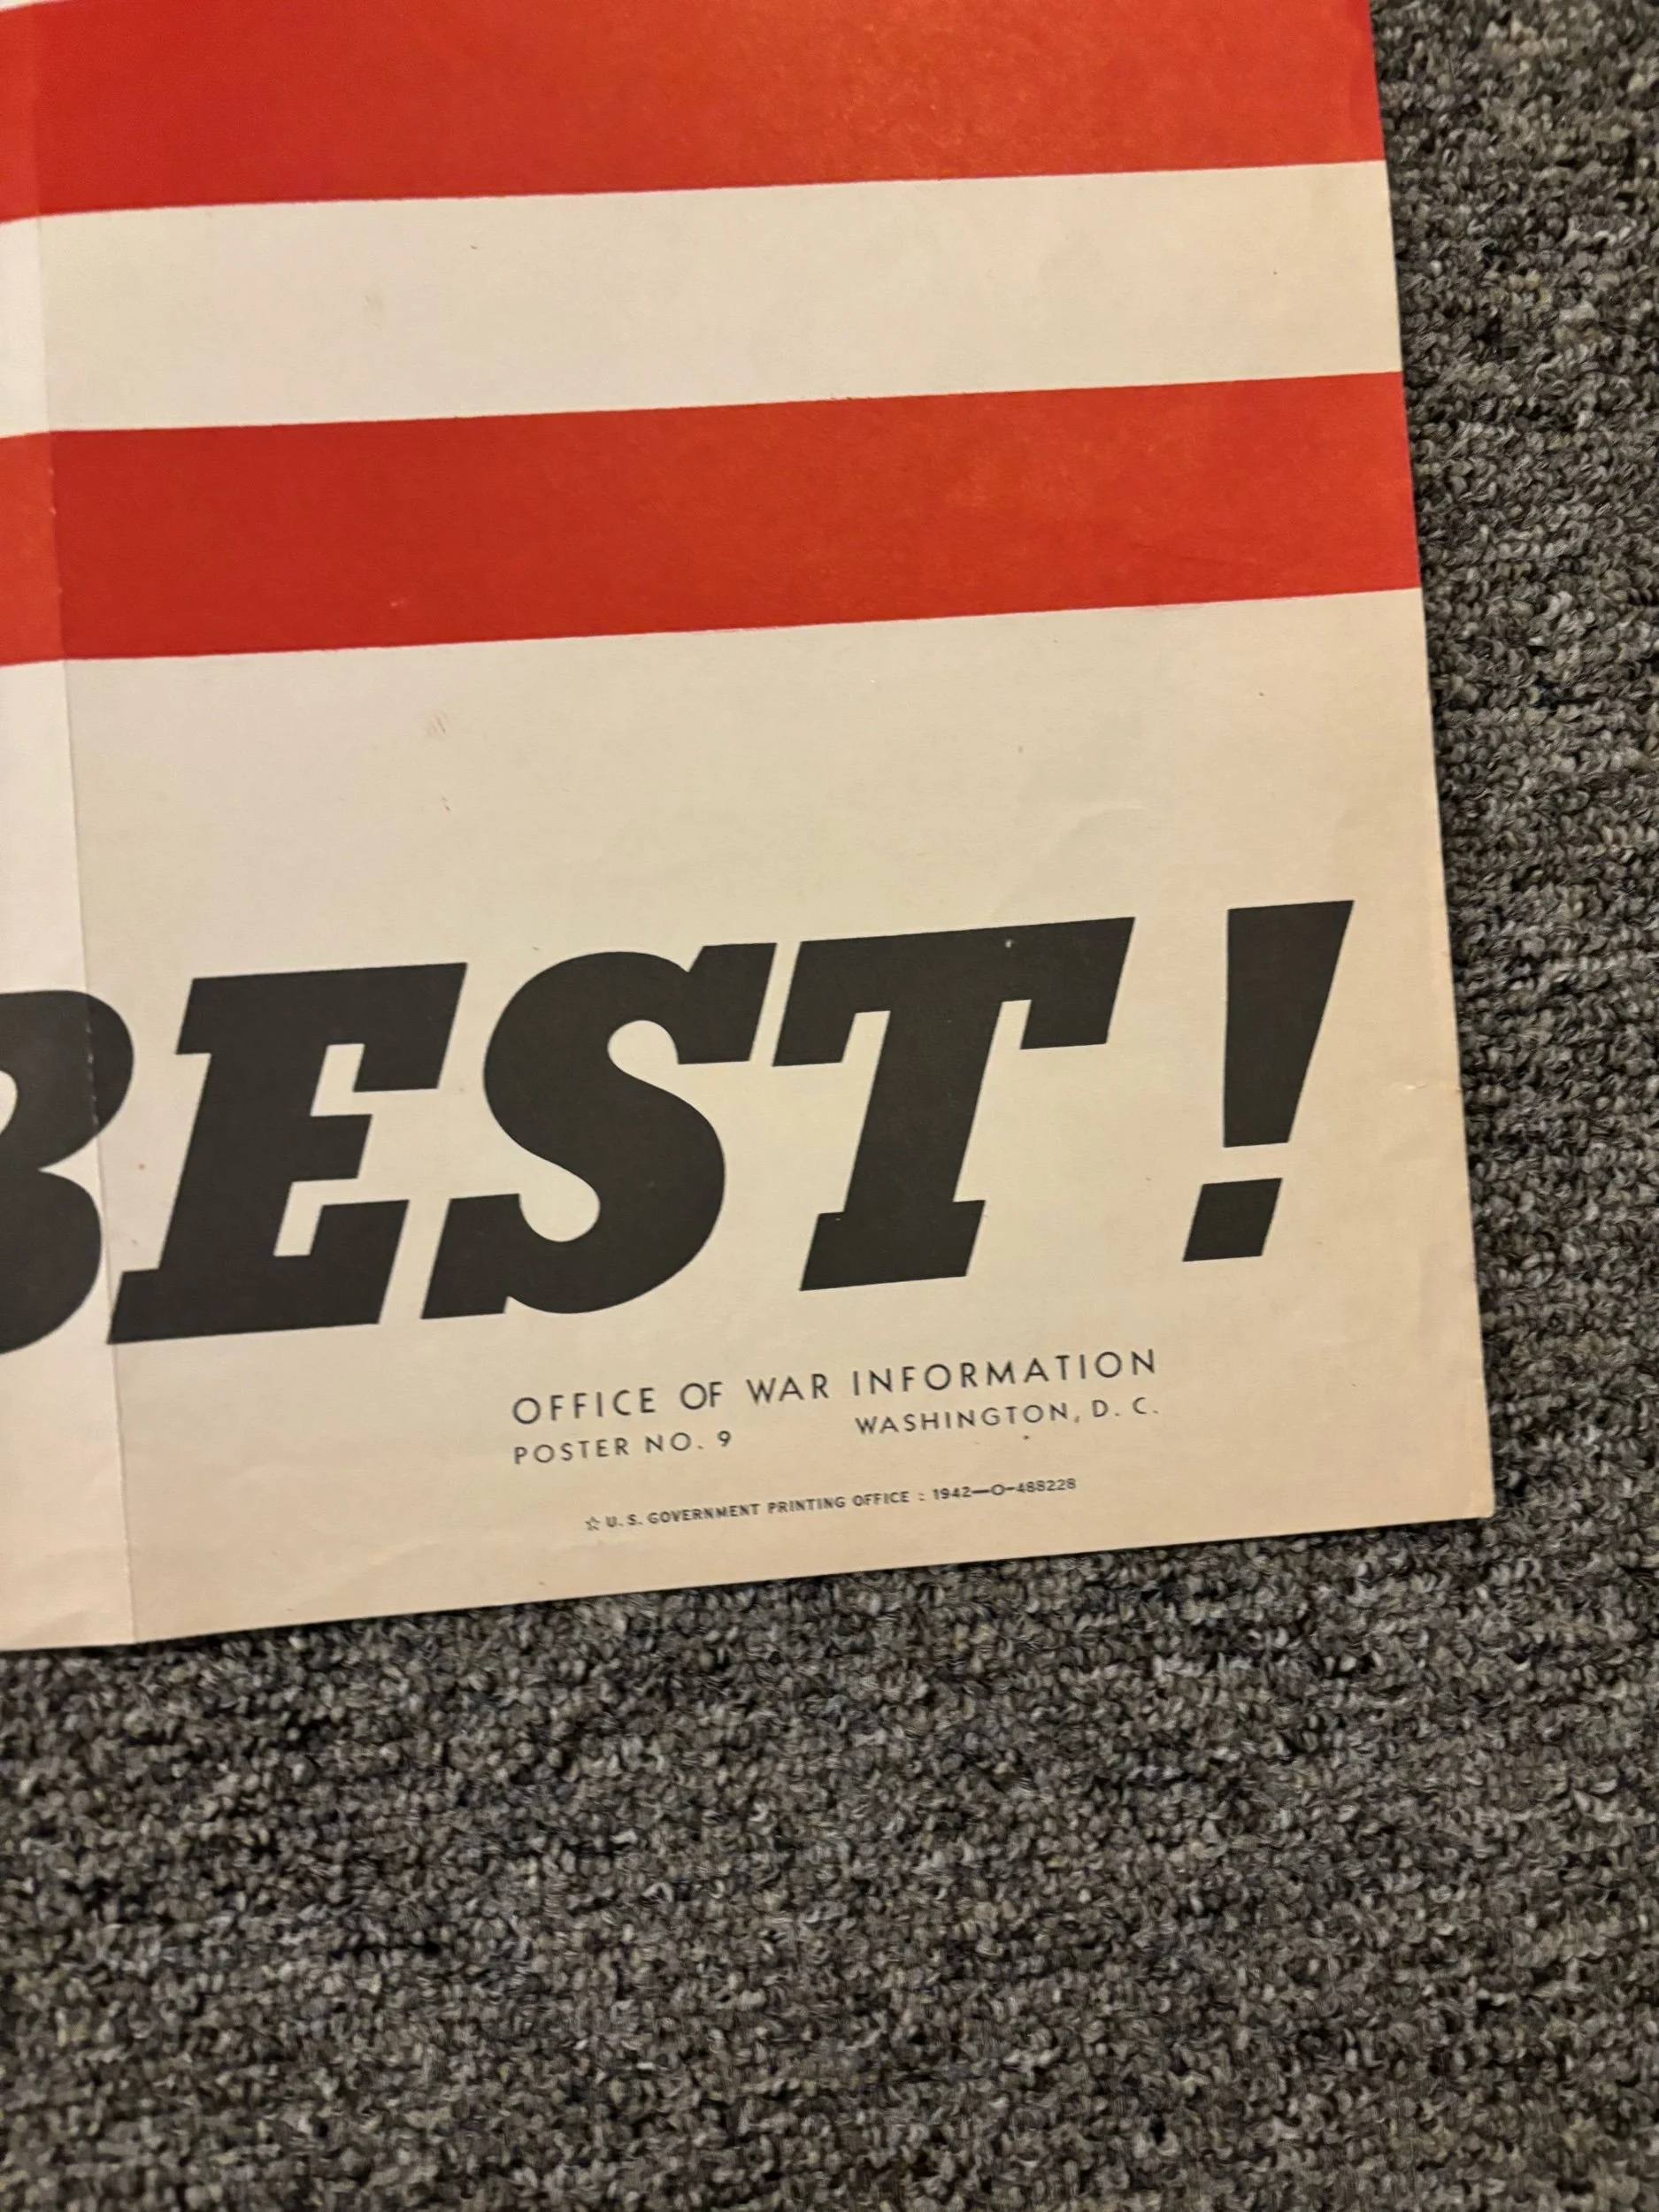 BEST!
OFFICE OF WAR INFORMATION
POSTER NO. 9 WASHINGTON, D. C.
☆ U. S. GOVERNMENT PRINTING OFFICE : 1942—O-488228